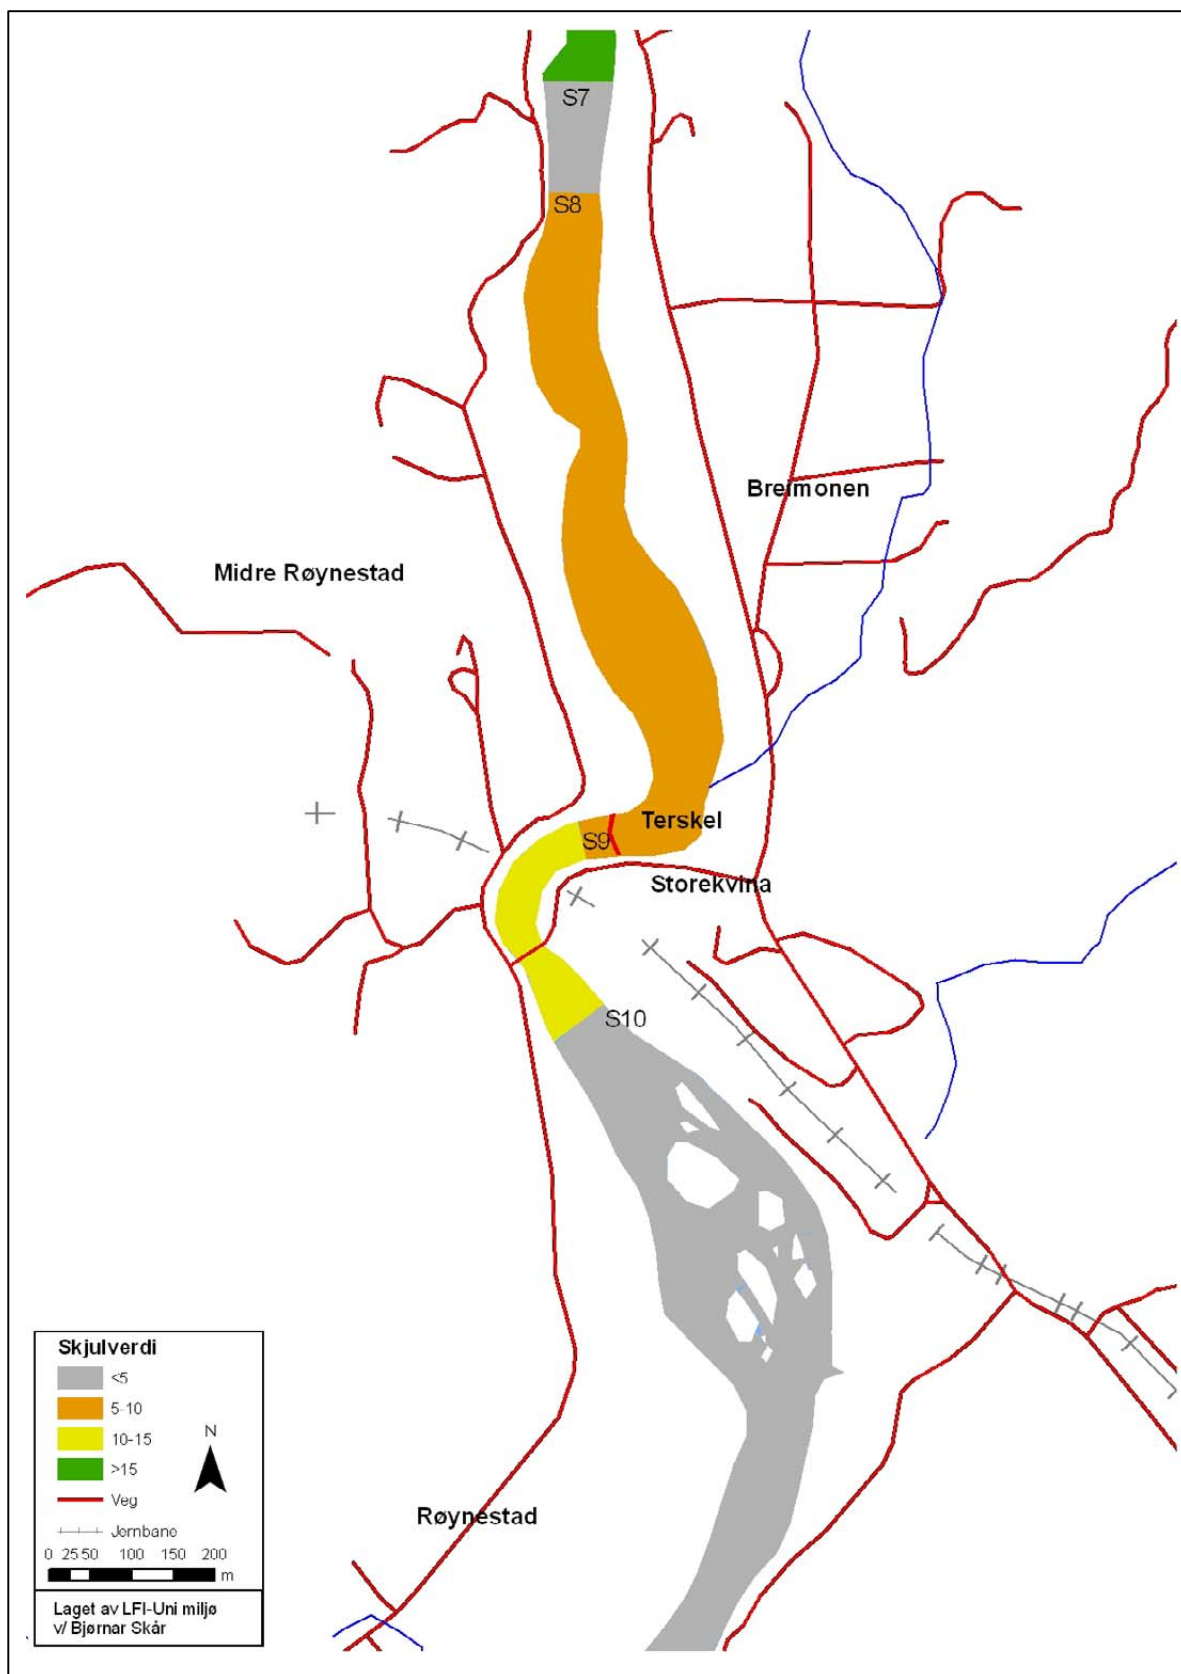 S7
S8
Breimonen
Midre Røynestad
Terskel
S9
Storekvina
S10
Skjulverdi
<5
5-10
10-15
>15
N
Veg
Jernbane
0 25 50 100 150 200
m
Røynestad
Laget av LFI-Uni miljø
v/ Bjørnar Skår